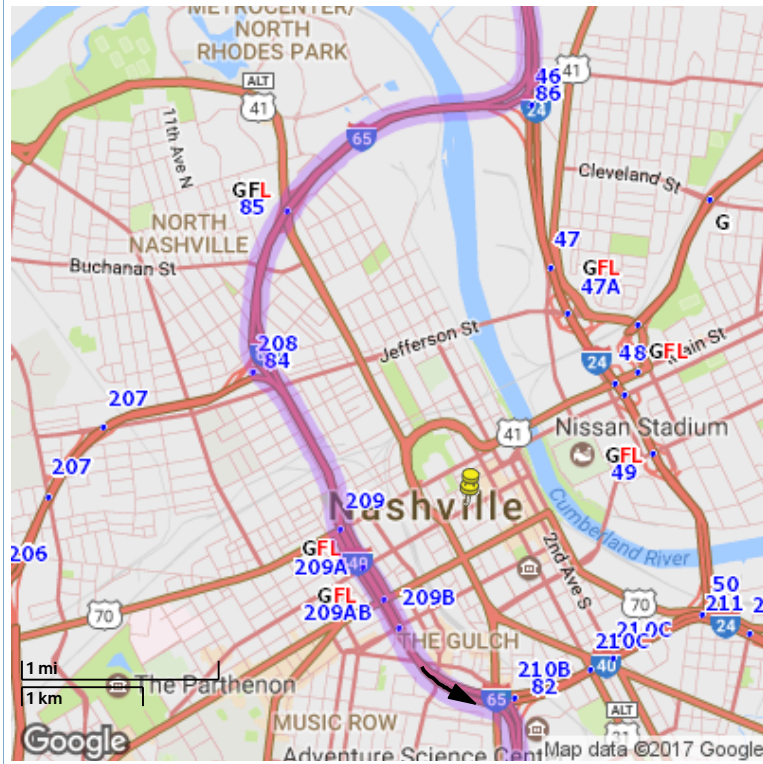 METROCENTER/
NORTH
RHODES PARK
ALT
41
46
41
86
24
65
11th Ave N
Cleveland St
GFL
85
G
NORTH
NASHVILLE
47
GFL
47A
Buchanan St
208
84
Jefferson St
24
48
GFL
Main St
207
41
Nissan Stadium
GFL
49
207
209
Nashville
Cumberland River
206
GFL
209A
40
2nd Ave S
GFL
209AB
209B
70
70
50
211
24
THE GULCH
210C
210C
40
1 mi
1 km
The Parthenon
210B
82
65
ALT
31
MUSIC ROW
Google
Adventure Science Cent
Map data ©2017 Google